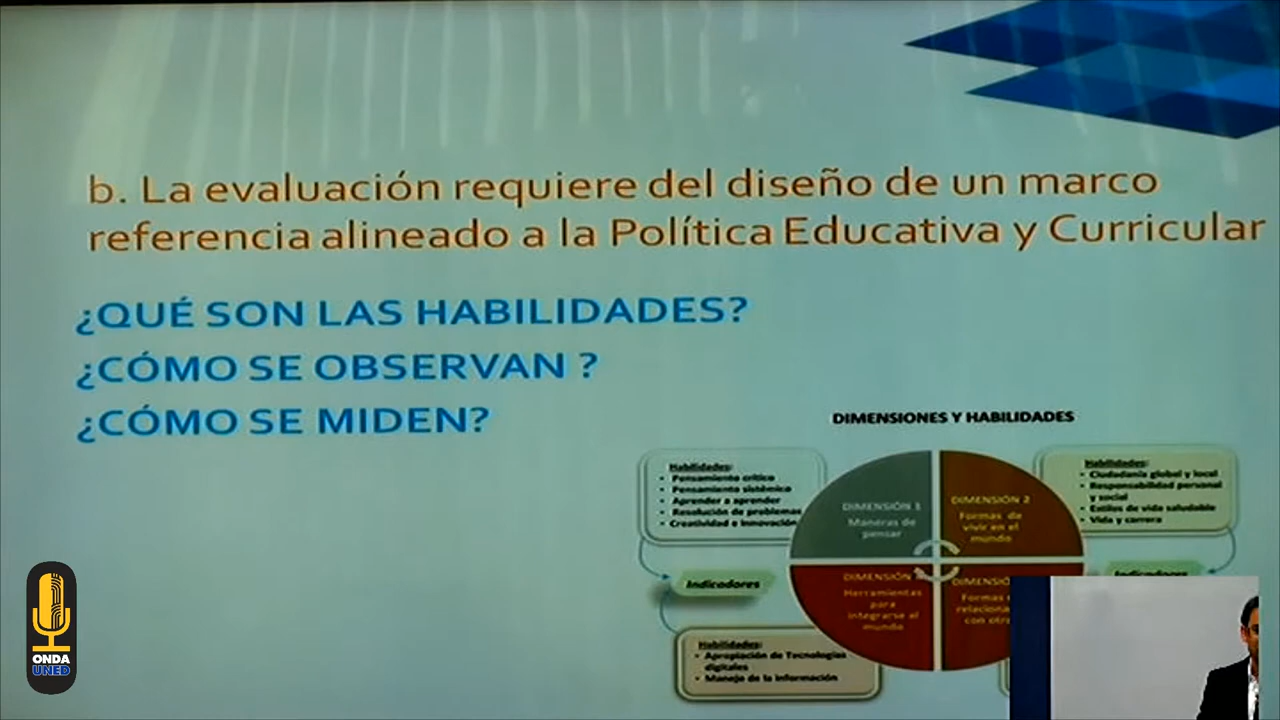 b. La evaluación requiere del diseño de un marco
referencia alineado a la Política Educativa y Curricular
¿QUÉ SON LAS HABILIDADES?
¿CÓMO SE OBSERVAN ?
¿CÓMO SE MIDEN?
DIMENSIONES Y HABILIDADES
Habilidades:
• Pensamiento crítico
• Pensamiento sistémico
• Aprender a aprender
• Resolución de problemas
• Creatividad e innovación
DIMENSIÓN 1
Maneras de
pensar
DIMENSIÓN 2
Formas de
vivir en el
mundo
Habilidades:
• Ciudadanía global y local
• Responsabilidad personal
y social
• Estilos de vida saludable
• Vida y carrera
Indicadores
Indicadores
DIMENSIÓN
Herramientas
para
integrarse al
mundo
Formas
con
Habilidades:
• Apropiación de Tecnologías
digitales
• Manejo de la información
ONDA
UNED